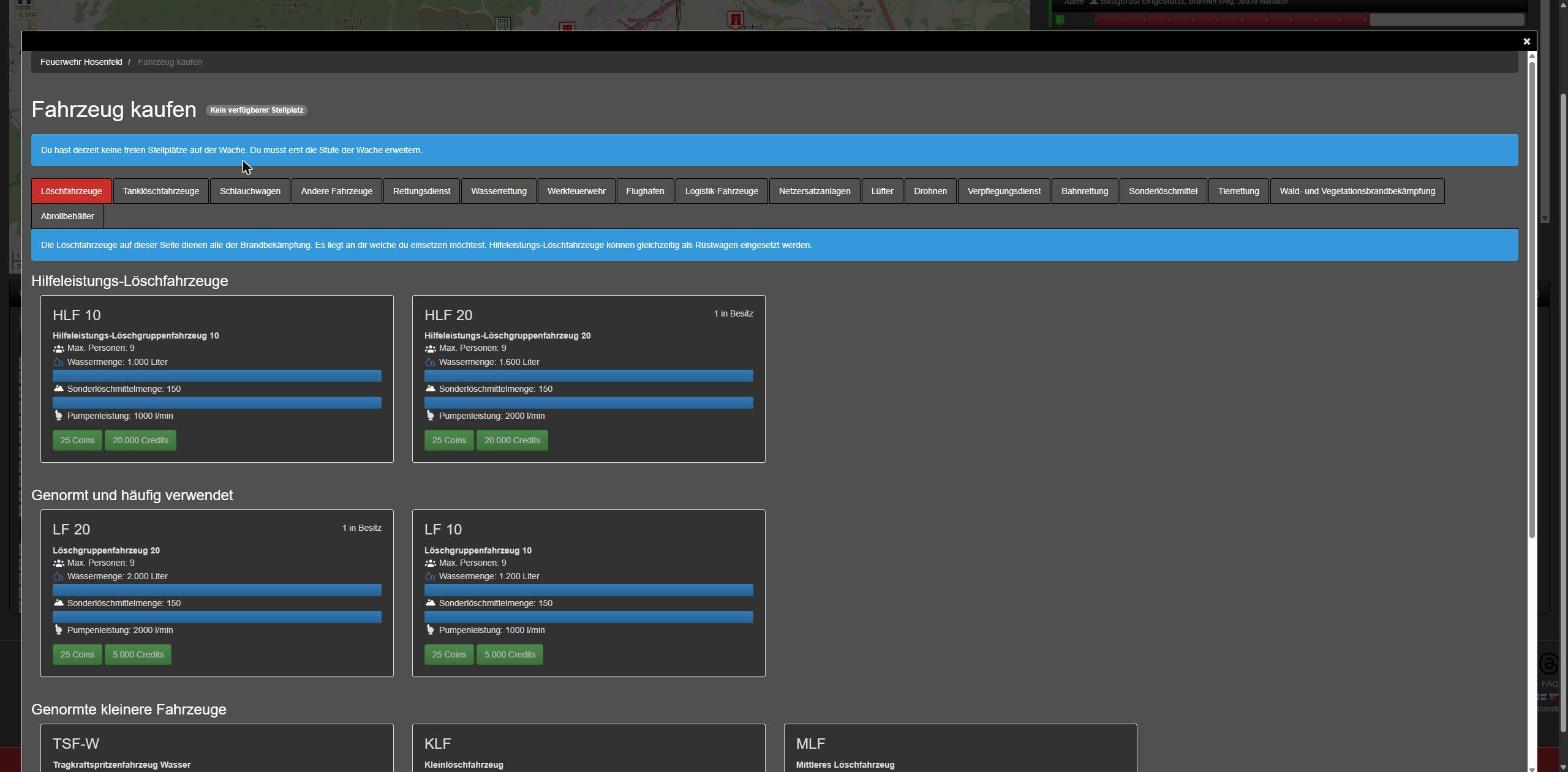 L 3141
Atem
Baugerüst eingestürzt, Brunnen Weg, 36039 Marbach
Feuerwehr Hosenfeld / Fahrzeug kaufen
Fahrzeug kaufen Kein verfügbarer Stellplatz
Du hast derzeit keine freien Stellplätze auf der Wache. Du musst erst die Stufe der Wache erweitern.
Löschfahrzeuge Tanklöschfahrzeuge Schlauchwagen Andere Fahrzeuge Rettungsdienst Wasserrettung Werkfeuerwehr Flughafen Logistik-Fahrzeuge Netzersatzanlagen Lüfter Drohnen Verpflegungsdienst Bahnrettung Sonderlöschmittel Tierrettung Wald- und Vegetationsbrandbekämpfung
Abrollbehälter
Die Löschfahrzeuge auf dieser Seite dienen alle der Brandbekämpfung. Es liegt an dir welche du einsetzen möchtest. Hilfeleistungs-Löschfahrzeuge können gleichzeitig als Rüstwagen eingesetzt werden.
Hilfeleistungs-Löschfahrzeuge
HLF 10
Hilfeleistungs-Löschgruppenfahrzeug 10
Max. Personen: 9
Wassermenge: 1.000 Liter
Sonderlöschmittelmenge: 150
Pumpenleistung: 1000 l/min
25 Coins 20.000 Credits
HLF 20 1 in Besitz
Hilfeleistungs-Löschgruppenfahrzeug 20
Max. Personen: 9
Wassermenge: 1.600 Liter
Sonderlöschmittelmenge: 150
Pumpenleistung: 2000 l/min
25 Coins 20.000 Credits
Genormt und häufig verwendet
LF 20 1 in Besitz
Löschgruppenfahrzeug 20
Max. Personen: 9
Wassermenge: 2.000 Liter
Sonderlöschmittelmenge: 150
Pumpenleistung: 2000 l/min
25 Coins 5.000 Credits
LF 10
Löschgruppenfahrzeug 10
Max. Personen: 9
Wassermenge: 1.200 Liter
Sonderlöschmittelmenge: 150
Pumpenleistung: 1000 l/min
25 Coins 5.000 Credits
Genormte kleinere Fahrzeuge
TSF-W
Tragkraftspritzenfahrzeug Wasser
KLF
Kleinlöschfahrzeug
MLF
Mittleres Löschfahrzeug
FAQ